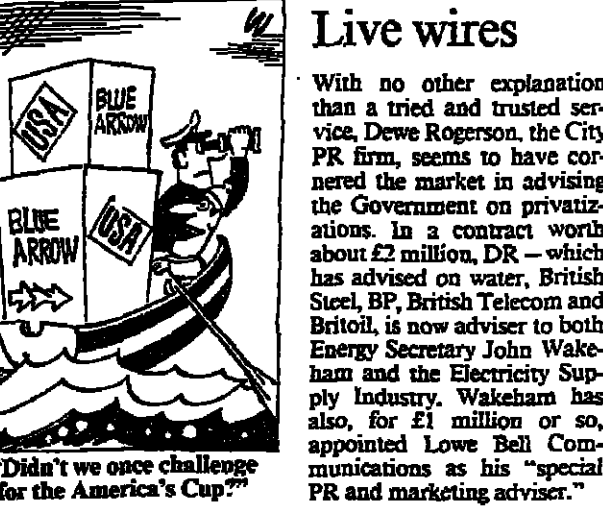 USA
BLUE
ARROW
BLUE
ARROW
USA
"Didn't we once challenge
for the America's Cup?"
Live wires
With no other explanation
than a tried and trusted ser-
vice, Dewe Rogerson, the City
PR firm, seems to have cor-
nered the market in advising
the Government on privatiz-
ations. In a contract worth
about £2 million, DR — which
has advised on water, British
Steel, BP, British Telecom and
Britoil, is now adviser to both
Energy Secretary John Wake-
ham and the Electricity Sup-
ply Industry. Wakeham has
also, for £1 million or so,
appointed Lowe Bell Com-
munications as his "special
PR and marketing adviser."